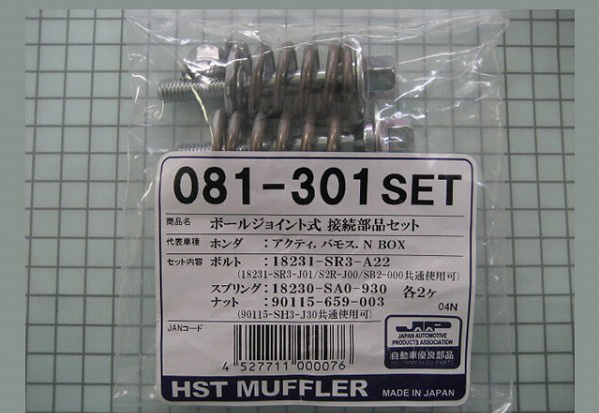 081-301 SET
商品名 ボールジョイント式 接続部品セット
代表車種 ホンダ : アクティ. バモス. N BOX
セット内容 ボルト : 18231-SR3-A22
(18231-SR3-J01/S2R-J00/SB2-000共通使用可)
スプリング : 18230-SA0-930 各2ヶ
ナット : 90115-659-003
(90115-SH3-J30共通使用可)
04N
JANコード
4 527711 000076
JAPAN AUTOMOTIVE
PRODUCTS ASSOCIATION
自動車優良部品
HST MUFFLER MADE IN JAPAN